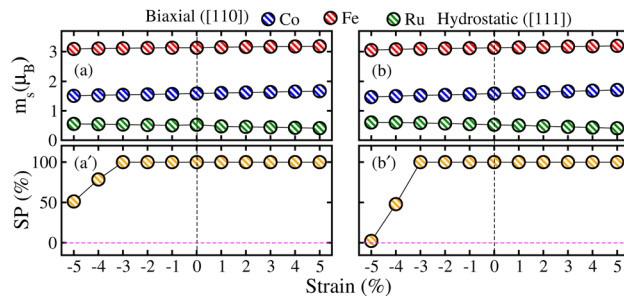 Biaxial ([110]) Co Fe Ru Hydrostatic ([111])
3
2
1
0
m_s (μ_B)
(a)
(b)
100
50
0
SP (%)
(a′)
(b′)
-5 -4 -3 -2 -1 0 1 2 3 4 5
-5 -4 -3 -2 -1 0 1 2 3 4 5
Strain (%)